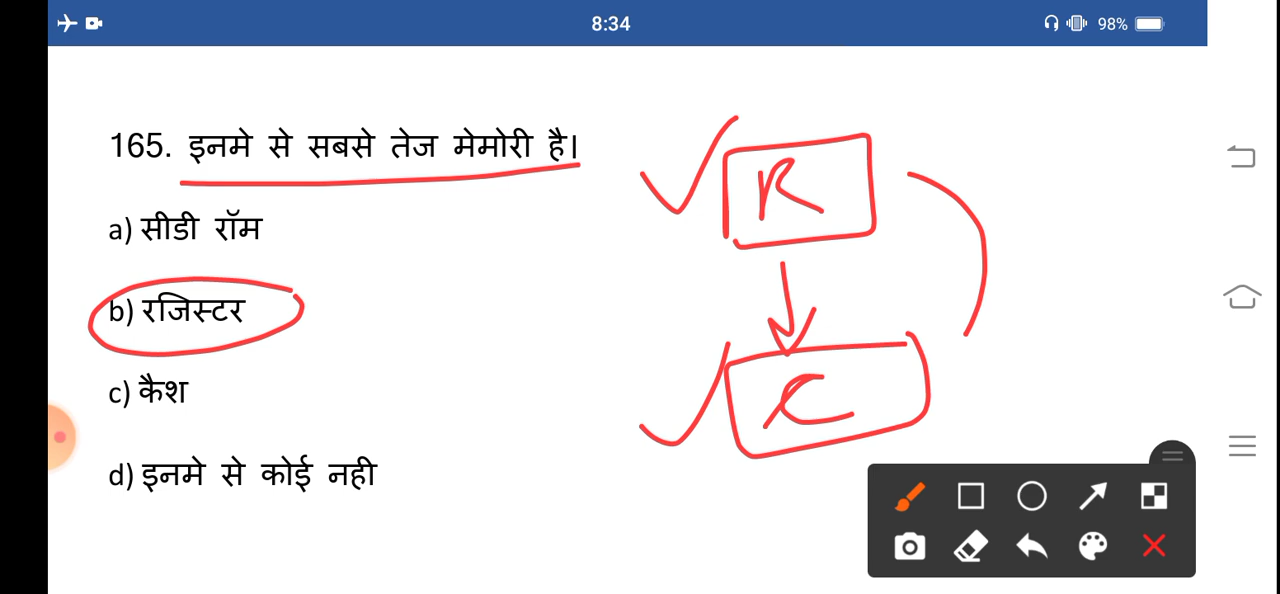 8:34
98%
165. इनमे से सबसे तेज मेमोरी है।
a) सीडी रॉम
b) रजिस्टर
c) कैश
d) इनमे से कोई नही
R
C